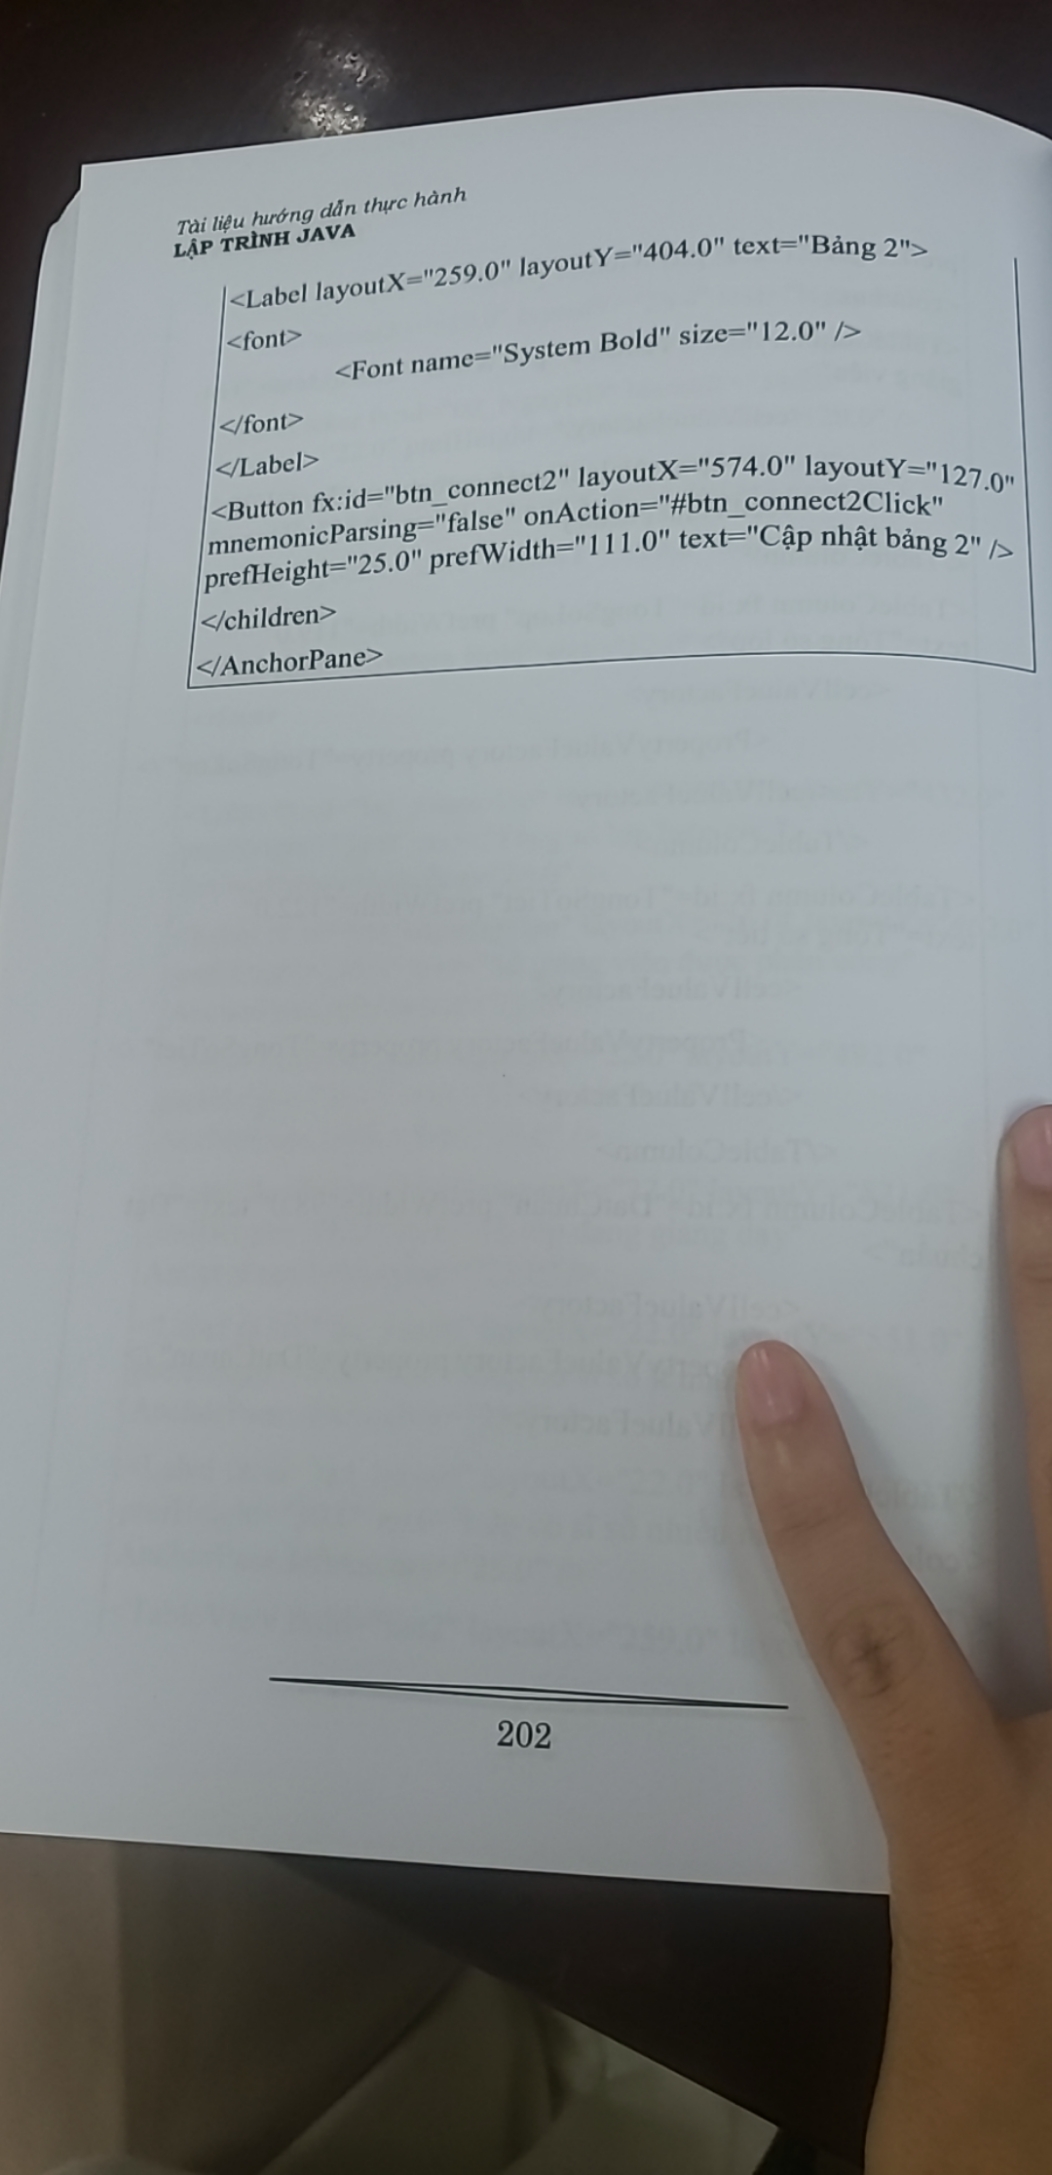 Tài liệu hướng dẫn thực hành
LẬP TRÌNH JAVA
<Label layoutX="259.0" layoutY="404.0" text="Bảng 2">
<font>
<Font name="System Bold" size="12.0" />
</font>
</Label>
<Button fx:id="btn_connect2" layoutX="574.0" layoutY="127.0"
mnemonicParsing="false" onAction="#btn_connect2Click"
prefHeight="25.0" prefWidth="111.0" text="Cập nhật bảng 2" />
</children>
</AnchorPane>
202